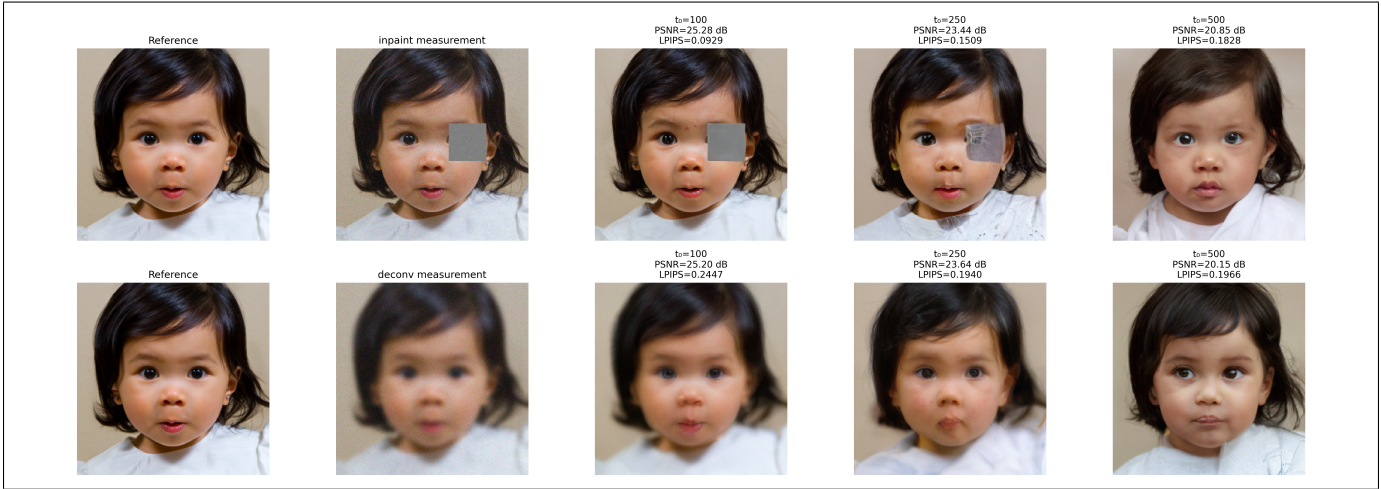 Reference
inpaint measurement
t₀=100
PSNR=25.28 dB
LPIPS=0.0929
t₀=250
PSNR=23.44 dB
LPIPS=0.1509
t₀=500
PSNR=20.85 dB
LPIPS=0.1828
Reference
deconv measurement
t₀=100
PSNR=25.20 dB
LPIPS=0.2447
t₀=250
PSNR=23.64 dB
LPIPS=0.1940
t₀=500
PSNR=20.15 dB
LPIPS=0.1966